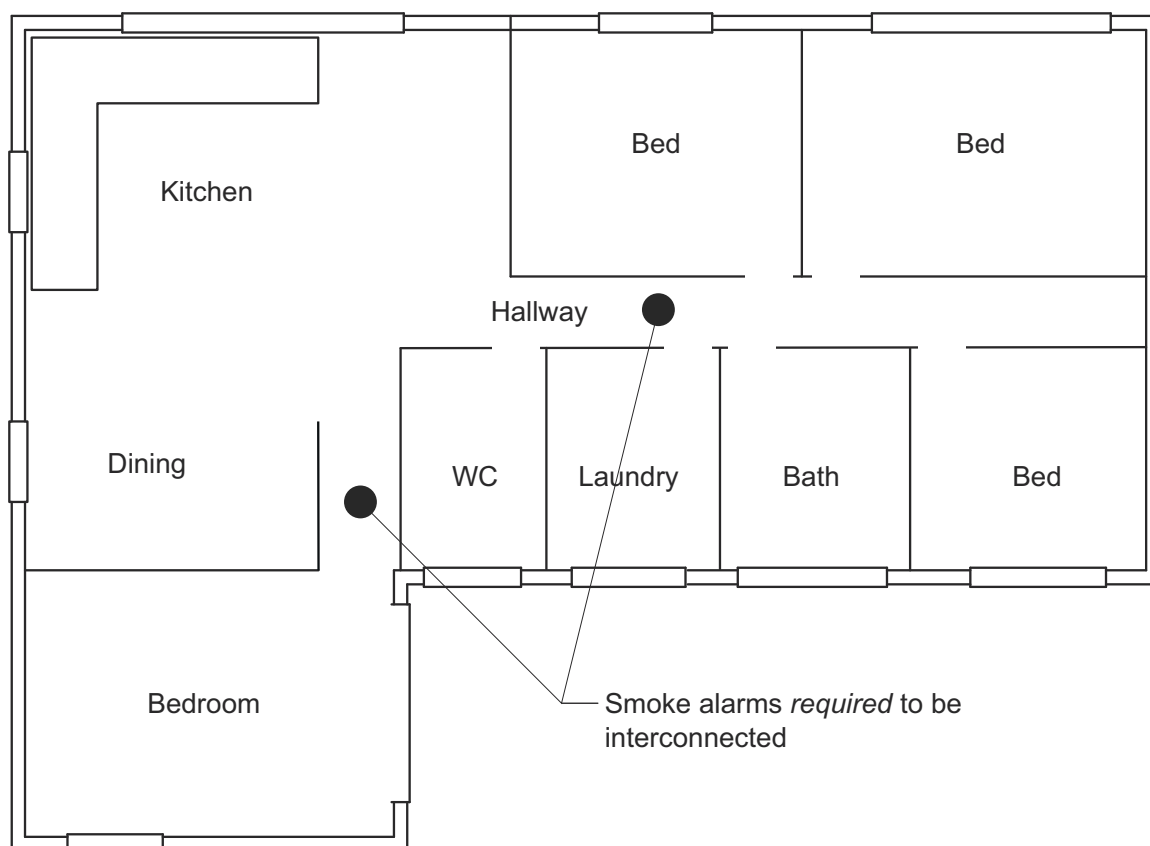 Bed
Bed
Kitchen
Hallway
Dining
WC
Laundry
Bath
Bed
Bedroom
Smoke alarms required to be
interconnected